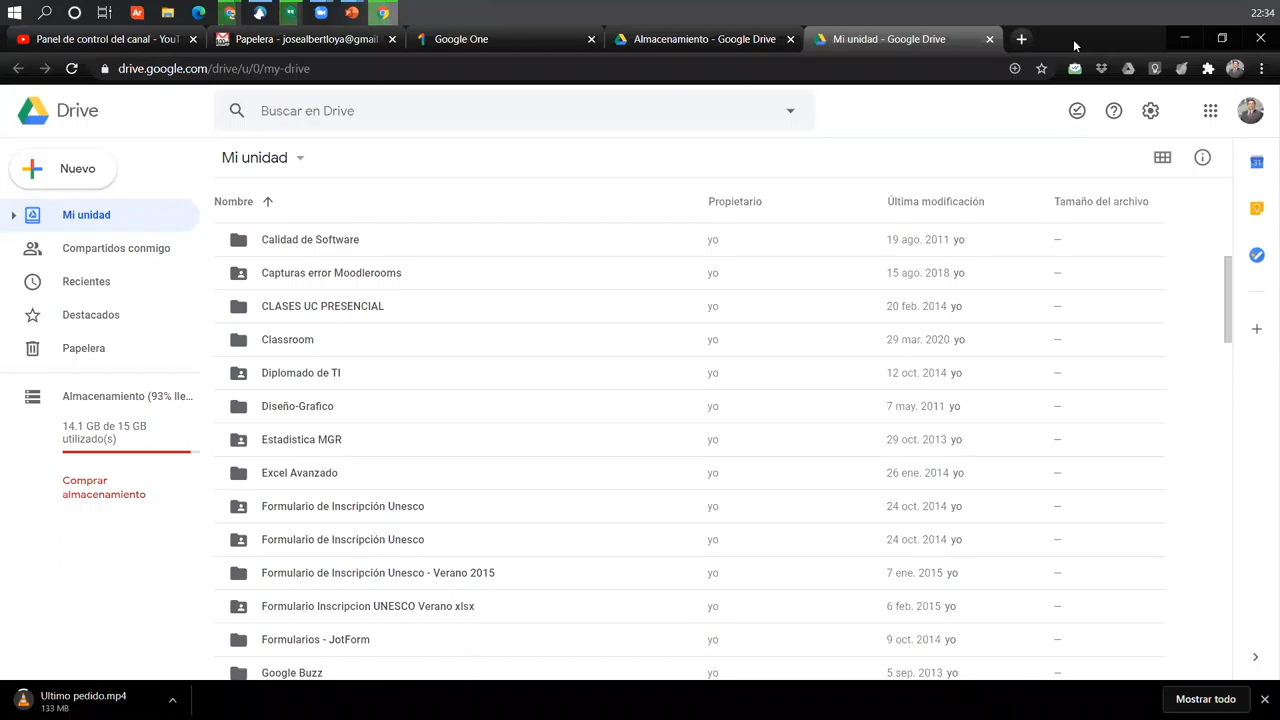 22:34
Panel de control del canal - YouT
Papelera - josealbertloya@gmail
Google One
Almacenamiento - Google Drive
Mi unidad - Google Drive
drive.google.com/drive/u/0/my-drive
Drive
Buscar en Drive
Nuevo
Mi unidad
Mi unidad
Compartidos conmigo
Recientes
Destacados
Papelera
Almacenamiento (93% lle...
14.1 GB de 15 GB
utilizado(s)
Comprar
almacenamiento
Nombre Propietario Última modificación Tamaño del archivo
Calidad de Software yo 19 ago. 2011 yo —
Capturas error Moodlerooms yo 15 ago. 2018 yo —
CLASES UC PRESENCIAL yo 20 feb. 2014 yo —
Classroom yo 29 mar. 2020 yo —
Diplomado de TI yo 12 oct. 2014 yo —
Diseño-Grafico yo 7 may. 2011 yo —
Estadistica MGR yo 29 oct. 2013 yo —
Excel Avanzado yo 26 ene. 2014 yo —
Formulario de Inscripción Unesco yo 24 oct. 2014 yo —
Formulario de Inscripción Unesco yo 24 oct. 2014 yo —
Formulario de Inscripción Unesco - Verano 2015 yo 7 ene. 2015 yo —
Formulario Inscripcion UNESCO Verano xlsx yo 6 feb. 2015 yo —
Formularios - JotForm yo 9 oct. 2014 yo —
Google Buzz yo 5 sep. 2013 yo —
Ultimo pedido.mp4
133 MB
Mostrar todo